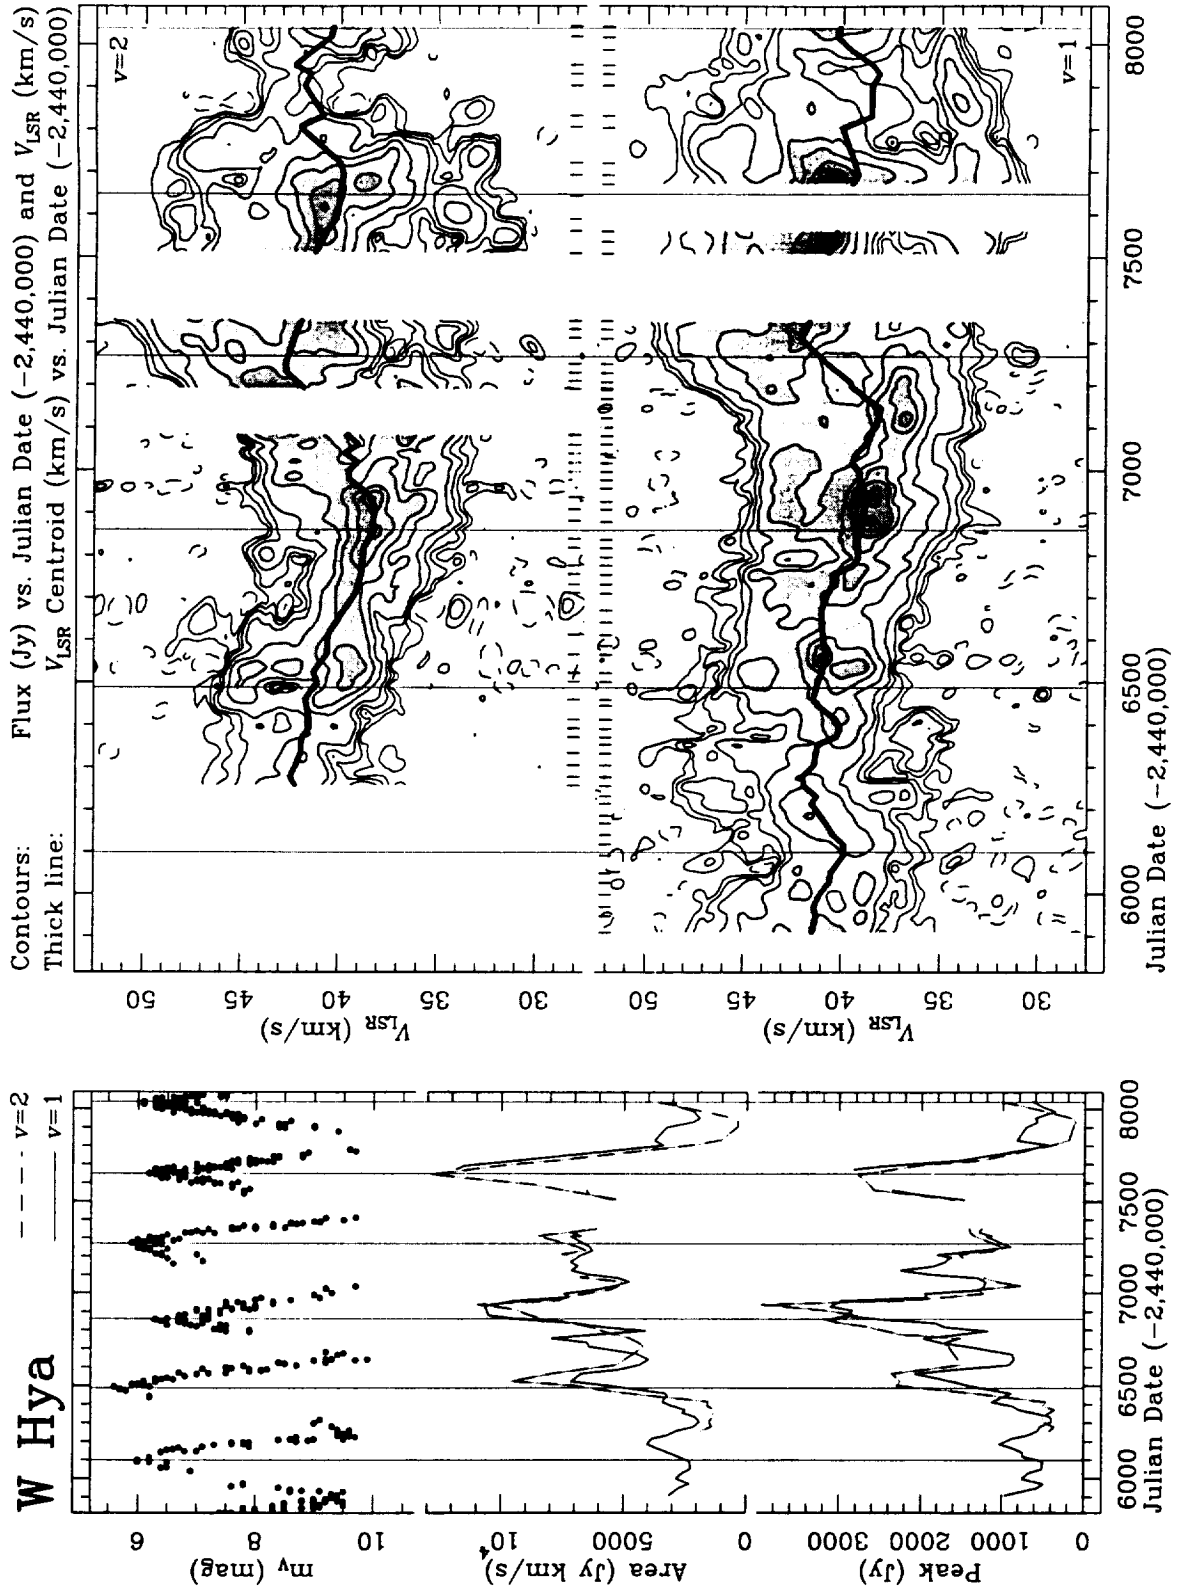 W Hya
--- v=2
— v=1
6
8
10
m_V (mag)
10^4
5000
0
Area (Jy km/s)
3000
2000
1000
0
Peak (Jy)
6000 6500 7000 7500 8000
Julian Date (−2,440,000)
Contours: Flux (Jy) vs. Julian Date (−2,440,000) and V_LSR (km/s)
Thick line: V_LSR Centroid (km/s) vs. Julian Date (−2,440,000)
v=2
50
45
40
35
30
V_LSR (km/s)
v=1
50
45
40
35
30
V_LSR (km/s)
6000 6500 7000 7500 8000
Julian Date (−2,440,000)